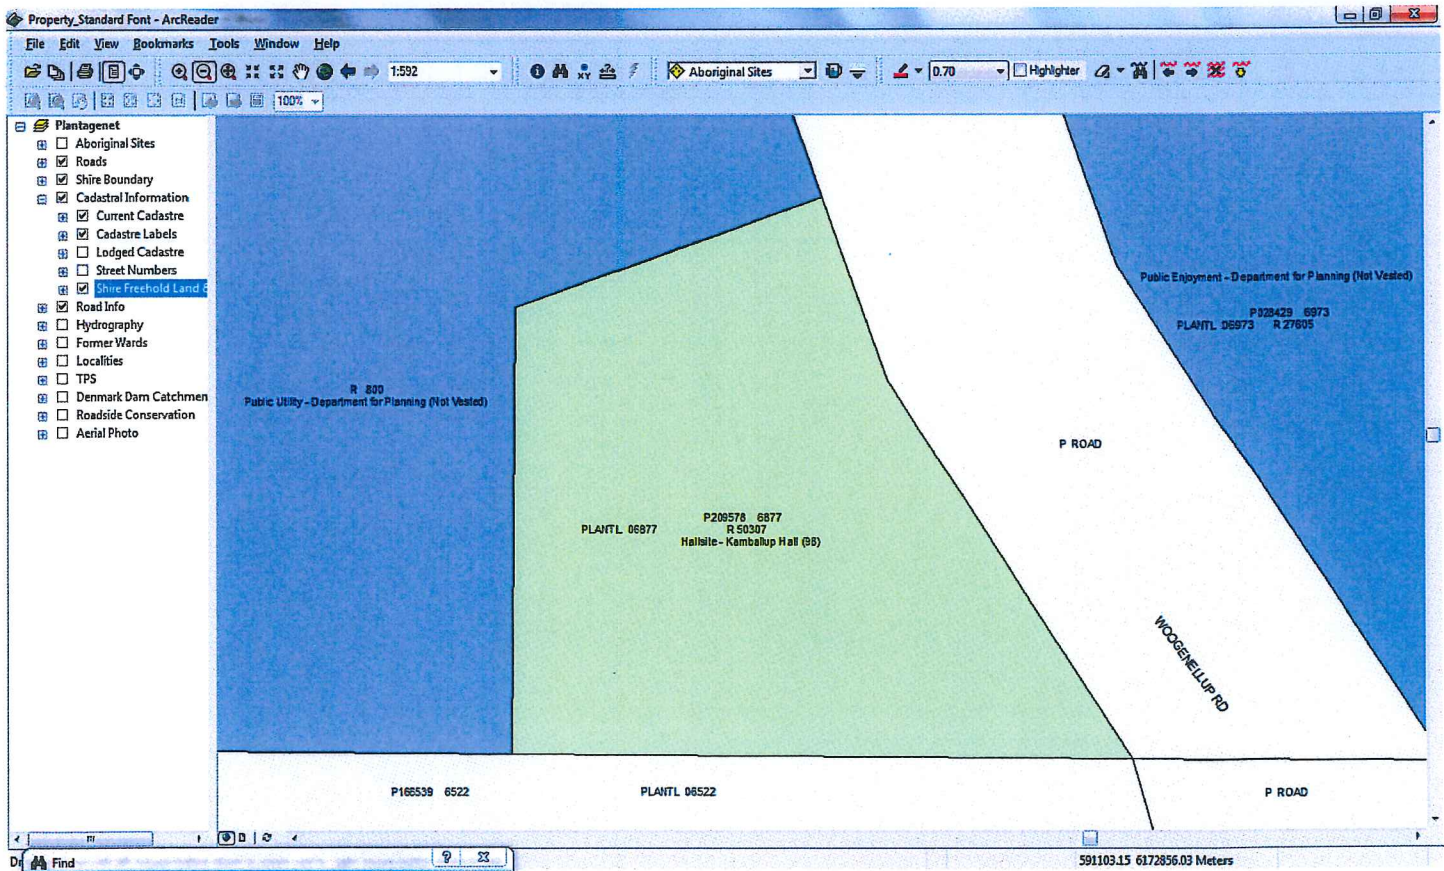 Property_Standard Font - ArcReader
File Edit View Bookmarks Tools Window Help
1:592
XY
Aboriginal Sites
0.70
Highlighter
100%
Plantagenet
Aboriginal Sites
Roads
Shire Boundary
Cadastral Information
Current Cadastre
Cadastre Labels
Lodged Cadastre
Street Numbers
Shire Freehold Land &
Road Info
Hydrography
Former Wards
Localities
TPS
Denmark Dam Catchmen
Roadside Conservation
Aerial Photo
R 800
Public Utility - Department for Planning (Not Vested)
Public Enjoyment - Department for Planning (Not Vested)
P028429 6973
PLANTL 06973 R 27605
P ROAD
P209578 6877
PLANTL 06877
R 50307
Hallsite - Kamballup Hall (98)
WOOGENELLUP RD
P166539 6522
PLANTL 06522
P ROAD
Find
591103.15 6172856.03 Meters